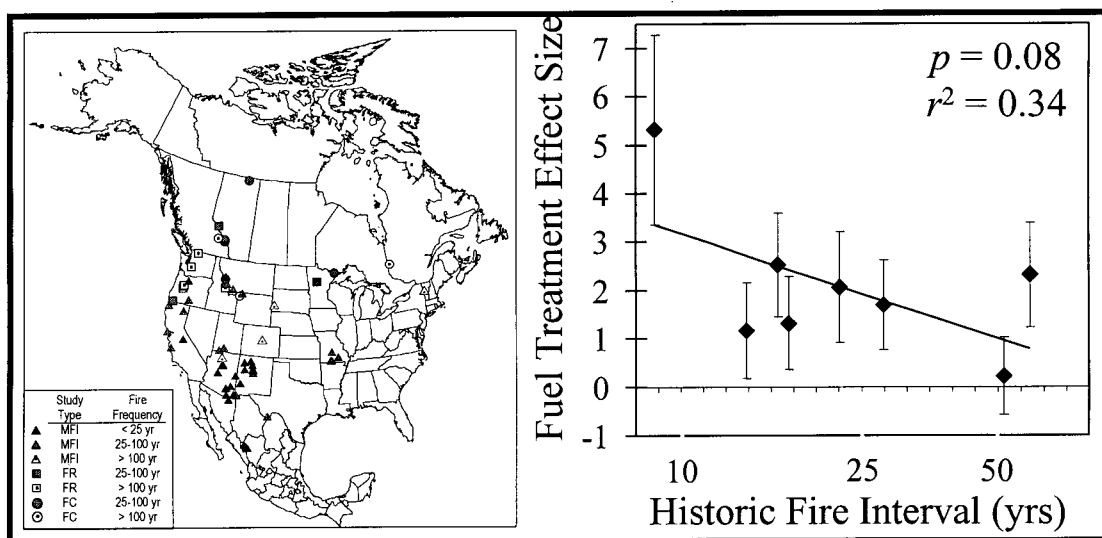 Study Fire
Type Frequency
MFI < 25 yr
MFI 25-100 yr
MFI > 100 yr
FR 25-100 yr
FR > 100 yr
FC 25-100 yr
FC > 100 yr
Fuel Treatment Effect Size
7
6
5
4
3
2
1
0
-1
p = 0.08
r² = 0.34
10 25 50
Historic Fire Interval (yrs)